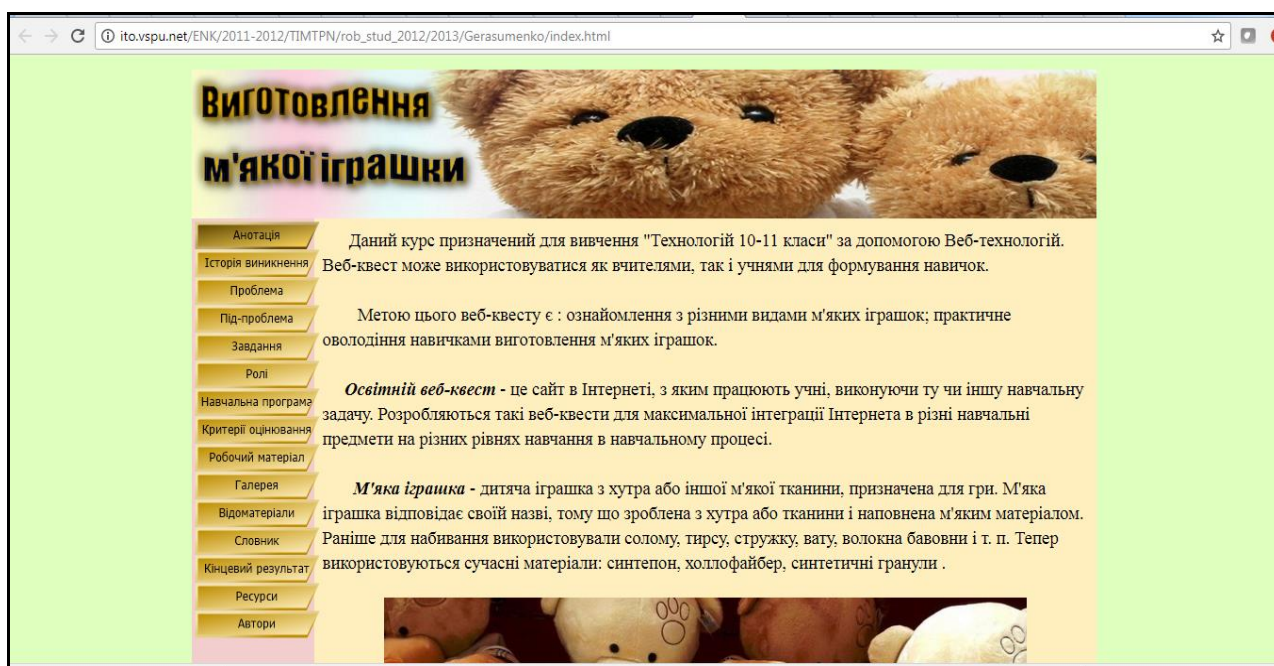 ito.vspu.net/ENK/2011-2012/TIMTPN/rob_stud_2012/2013/Gerasumenko/index.html
Виготовлення
м'якої іграшки
Анотація
Історія виникнення
Проблема
Під-проблема
Завдання
Ролі
Навчальна програма
Критерії оцінювання
Робочий матеріал
Галерея
Відоматеріали
Словник
Кінцевий результат
Ресурси
Автори
Даний курс призначений для вивчення "Технологій 10-11 класи" за допомогою Веб-технологій.
Веб-квест може використовуватися як вчителями, так і учнями для формування навичок.
Метою цього веб-квесту є : ознайомлення з різними видами м'яких іграшок; практичне
оволодіння навичками виготовлення м'яких іграшок.
Освітній веб-квест - це сайт в Інтернеті, з яким працюють учні, виконуючи ту чи іншу навчальну
задачу. Розробляються такі веб-квести для максимальної інтеграції Інтернета в різні навчальні
предмети на різних рівнях навчання в навчальному процесі.
М'яка іграшка - дитяча іграшка з хутра або іншої м'якої тканини, призначена для гри. М'яка
іграшка відповідає своїй назві, тому що зроблена з хутра або тканини і наповнена м'яким матеріалом.
Раніше для набивання використовували солому, тирсу, стружку, вату, волокна бавовни і т. п. Тепер
використовуються сучасні матеріали: синтепон, холлофайбер, синтетичні гранули .